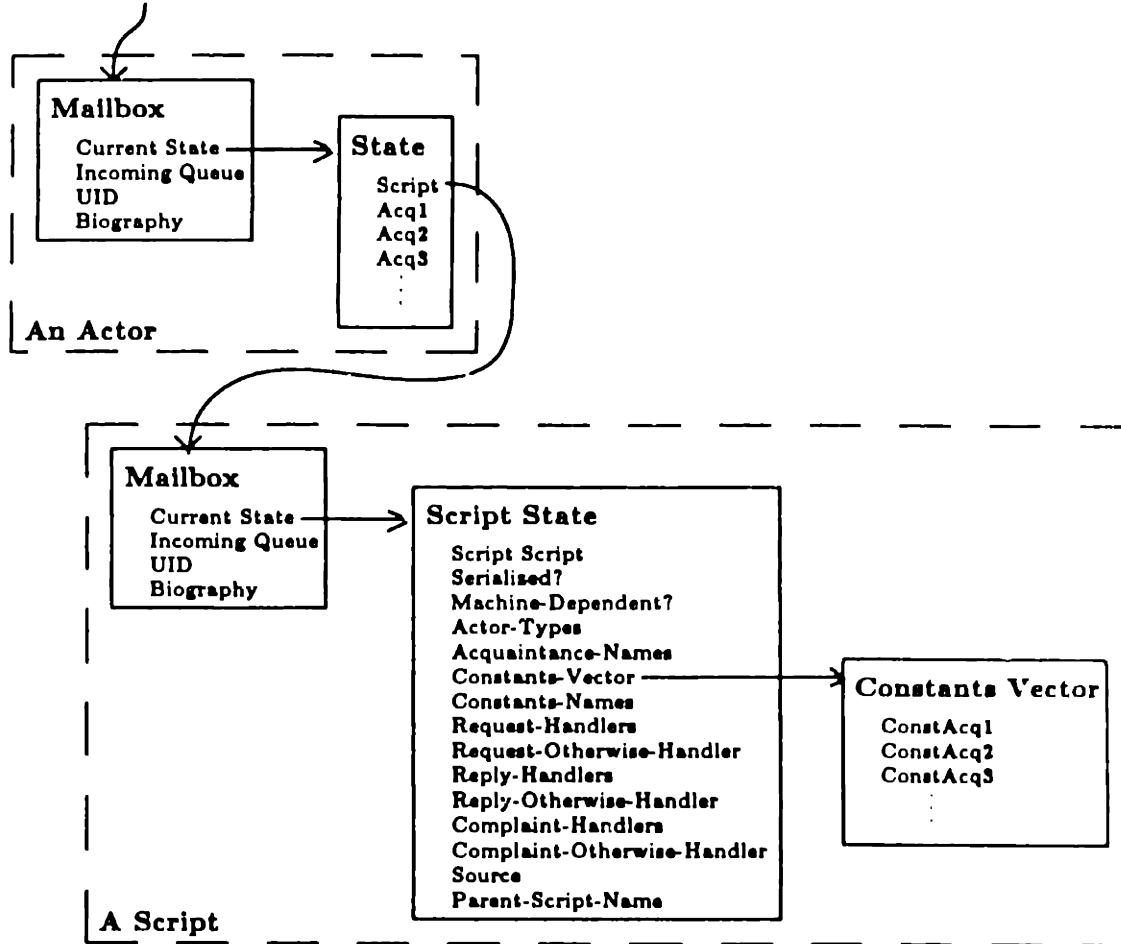 Mailbox
Current State
Incoming Queue
UID
Biography
State
Script
Acq1
Acq2
Acq3
An Actor
Mailbox
Current State
Incoming Queue
UID
Biography
Script State
Script Script
Serialized?
Machine-Dependent?
Actor-Types
Acquaintance-Names
Constants-Vector
Constants-Names
Request-Handlers
Request-Otherwise-Handler
Reply-Handlers
Reply-Otherwise-Handler
Complaint-Handlers
Complaint-Otherwise-Handler
Source
Parent-Script-Name
Constants Vector
ConstAcq1
ConstAcq2
ConstAcq3
A Script